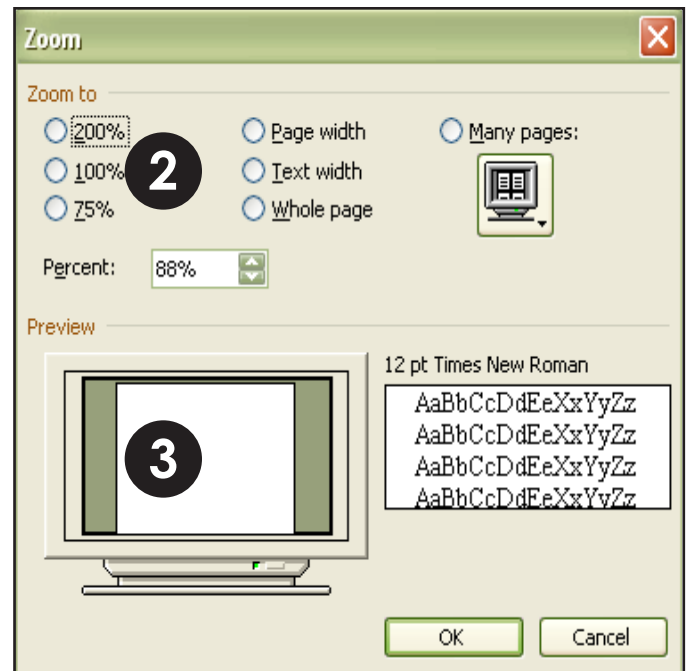 Zoom
Zoom to
200% Page width Many pages:
100% 2 Text width
75% Whole page
Percent: 88%
Preview
12 pt Times New Roman
AaBbCcDdEeXxYyZz
AaBbCcDdEeXxYyZz
3 AaBbCcDdEeXxYyZz
AaBbCcDdEeXxYyZz
OK Cancel